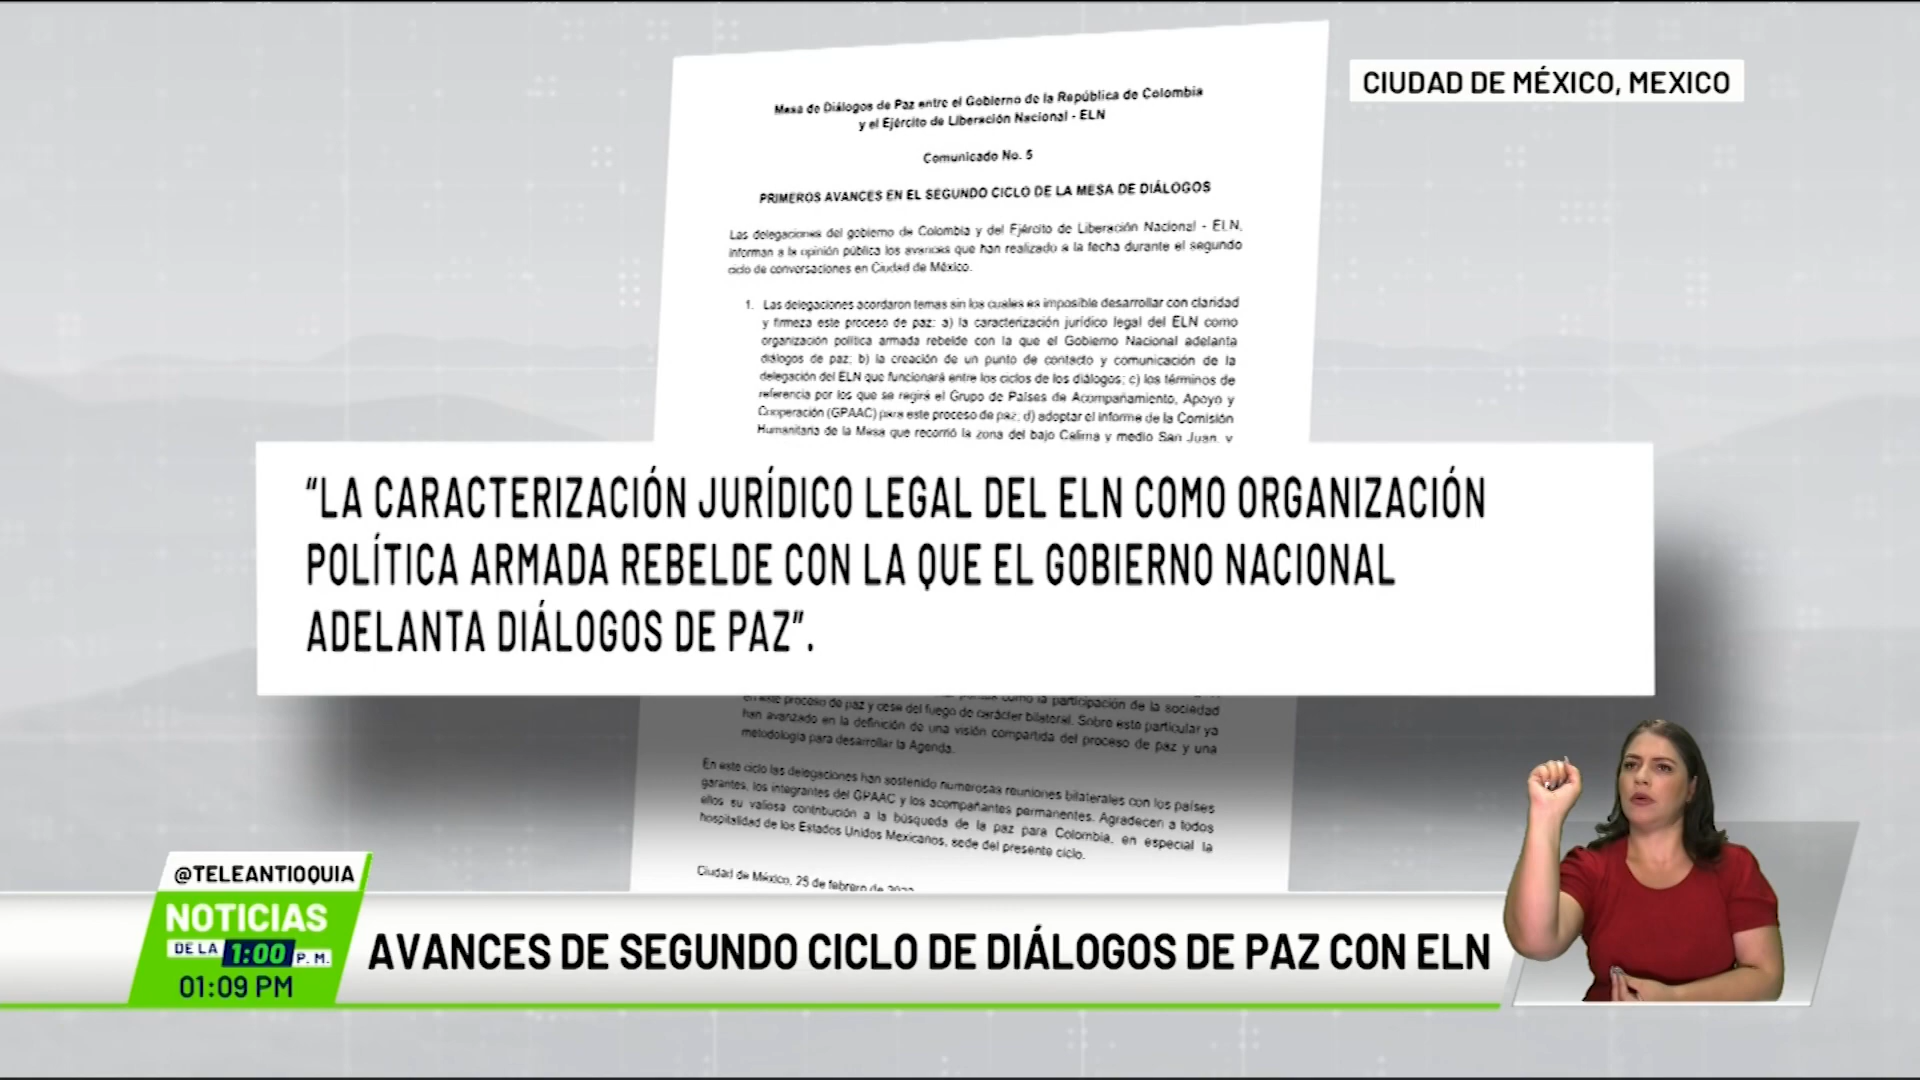 CIUDAD DE MÉXICO, MEXICO
Mesa de Diálogos de Paz entre el Gobierno de la República de Colombia
y el Ejército de Liberación Nacional - ELN
Comunicado No. 5
PRIMEROS AVANCES EN EL SEGUNDO CICLO DE LA MESA DE DIÁLOGOS
Las delegaciones del gobierno de Colombia y del Ejército de Liberación Nacional - ELN,
informan a la opinión pública los avances que han realizado a la fecha durante el segundo
ciclo de conversaciones en Ciudad de México.
1. Las delegaciones acordaron temas sin los cuales es imposible desarrollar con claridad
y firmeza este proceso de paz: a) la caracterización jurídico legal del ELN como
organización política armada rebelde con la que el Gobierno Nacional adelanta
diálogos de paz; b) la creación de un punto de contacto y comunicación de la
delegación del ELN que funcionará entre los ciclos de los diálogos; c) los términos de
referencia por los que se regirá el Grupo de Países de Acompañamiento, Apoyo y
Cooperación (GPAAC) para este proceso de paz; d) adoptar el informe de la Comisión
Humanitaria de la Mesa que recorrió la zona del bajo Calima y medio San Juan, y
“LA CARACTERIZACIÓN JURÍDICO LEGAL DEL ELN COMO ORGANIZACIÓN
POLÍTICA ARMADA REBELDE CON LA QUE EL GOBIERNO NACIONAL
ADELANTA DIÁLOGOS DE PAZ”.
en este proceso de paz y cese del fuego de carácter bilateral. Sobre este particular ya
han avanzado en la definición de una visión compartida del proceso de paz y una
metodología para desarrollar la Agenda.
En este ciclo las delegaciones han sostenido numerosas reuniones bilaterales con los países
garantes, los integrantes del GPAAC y los acompañantes permanentes. Agradecen a todos
ellos su valiosa contribución a la búsqueda de la paz para Colombia, en especial la
hospitalidad de los Estados Unidos Mexicanos, sede del presente ciclo.
Ciudad de México, 25 de febrero de
@TELEANTIOQUIA
NOTICIAS
DE LA 1:00 P. M.
01:09 PM
AVANCES DE SEGUNDO CICLO DE DIÁLOGOS DE PAZ CON ELN